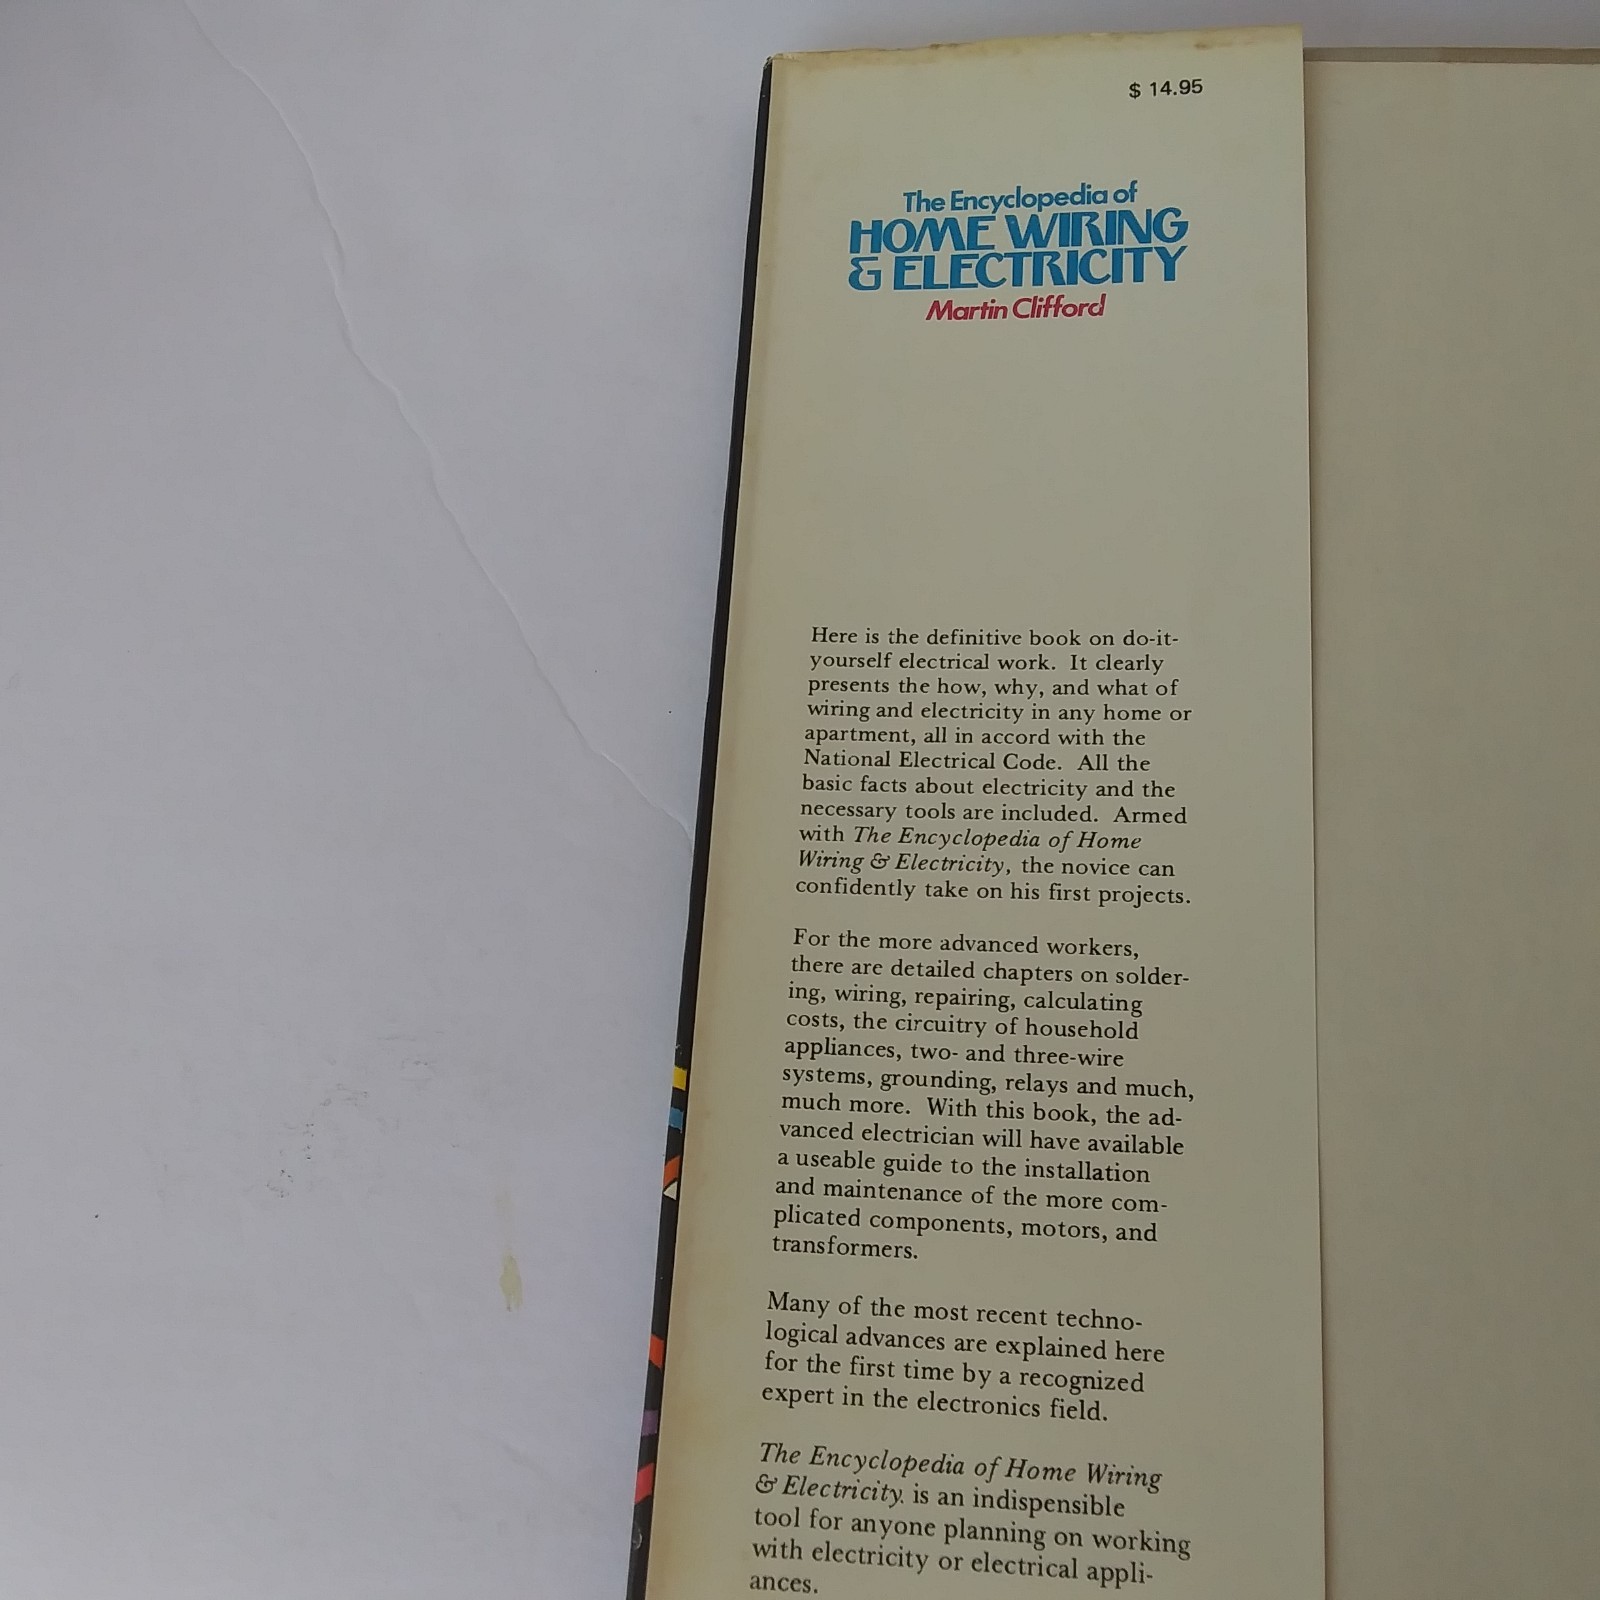 $ 14.95
The Encyclopedia of
HOME WIRING
& ELECTRICITY
Martin Clifford
Here is the definitive book on do-it-
yourself electrical work. It clearly
presents the how, why, and what of
wiring and electricity in any home or
apartment, all in accord with the
National Electrical Code. All the
basic facts about electricity and the
necessary tools are included. Armed
with The Encyclopedia of Home
Wiring & Electricity, the novice can
confidently take on his first projects.
For the more advanced workers,
there are detailed chapters on solder-
ing, wiring, repairing, calculating
costs, the circuitry of household
appliances, two- and three-wire
systems, grounding, relays and much,
much more. With this book, the ad-
vanced electrician will have available
a useable guide to the installation
and maintenance of the more com-
plicated components, motors, and
transformers.
Many of the most recent techno-
logical advances are explained here
for the first time by a recognized
expert in the electronics field.
The Encyclopedia of Home Wiring
& Electricity. is an indispensible
tool for anyone planning on working
with electricity or electrical appli-
ances.